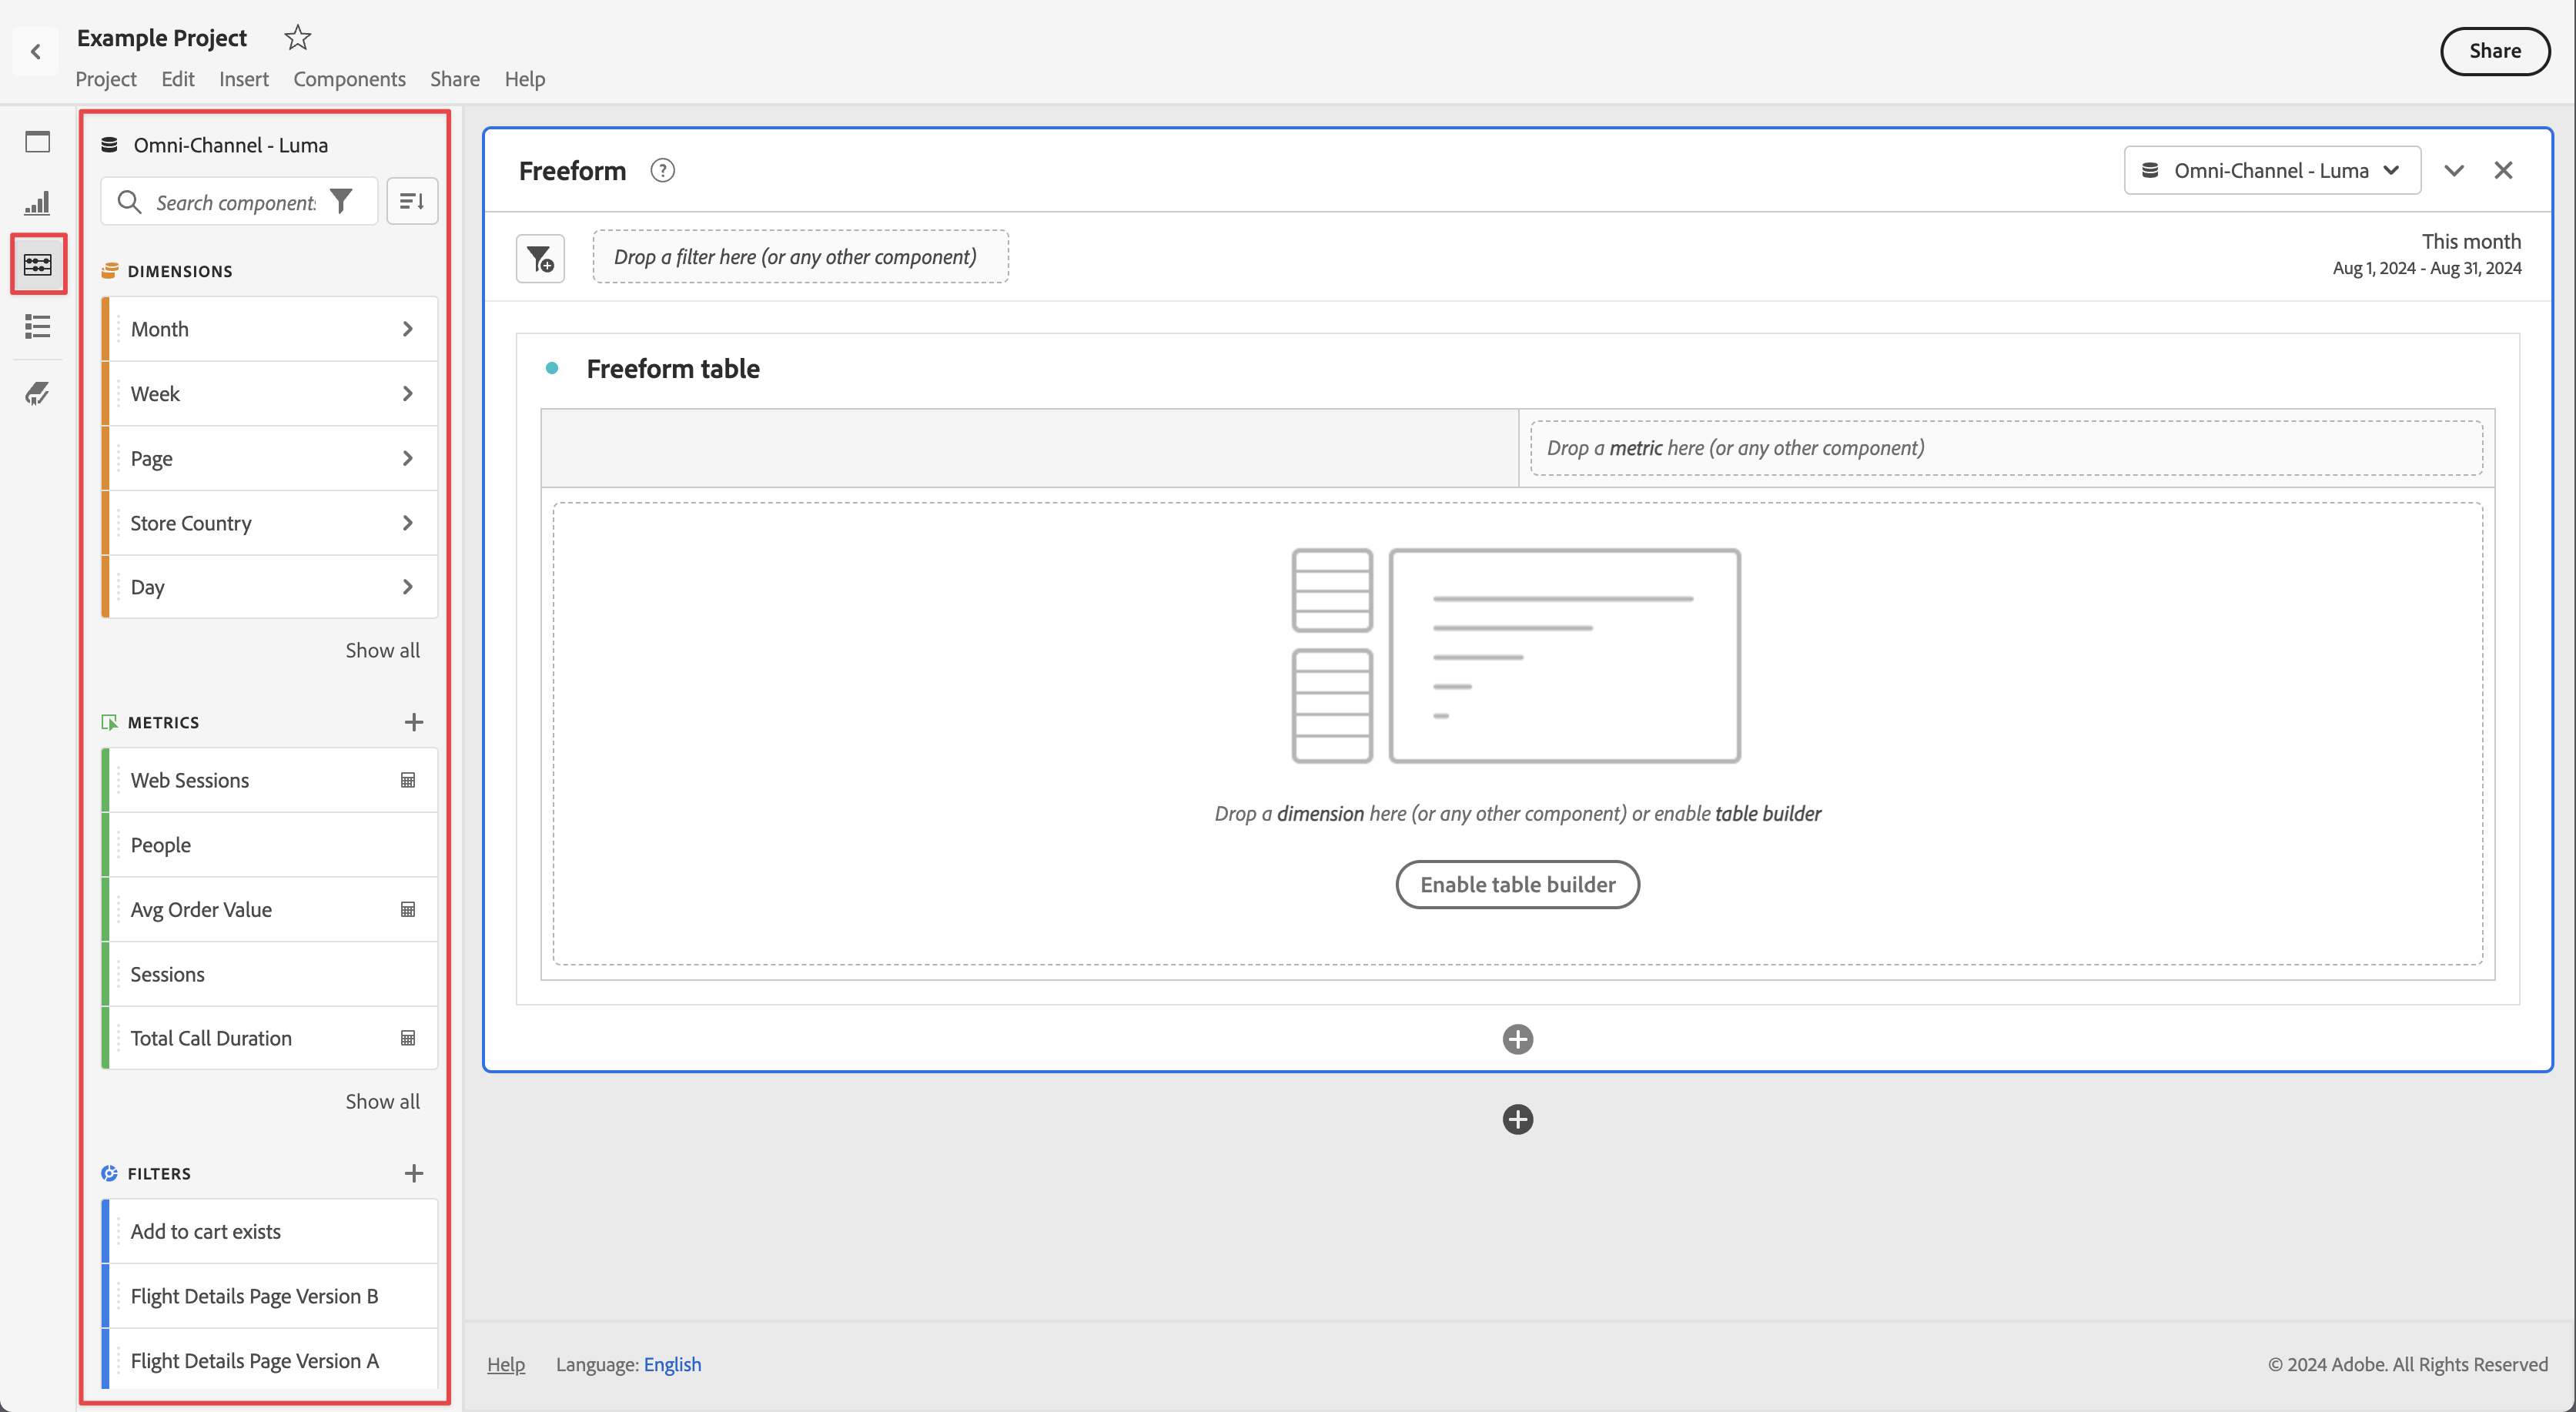 Example Project
Project Edit Insert Components Share Help
Share
Omni-Channel - Luma
Search component
DIMENSIONS
Month
Week
Page
Store Country
Day
Show all
METRICS
Web Sessions
People
Avg Order Value
Sessions
Total Call Duration
Show all
FILTERS
Add to cart exists
Flight Details Page Version B
Flight Details Page Version A
Freeform
Omni-Channel - Luma
Drop a filter here (or any other component)
This month
Aug 1, 2024 - Aug 31, 2024
Freeform table
Drop a metric here (or any other component)
Drop a dimension here (or any other component) or enable table builder
Enable table builder
Help Language: English
© 2024 Adobe. All Rights Reserved